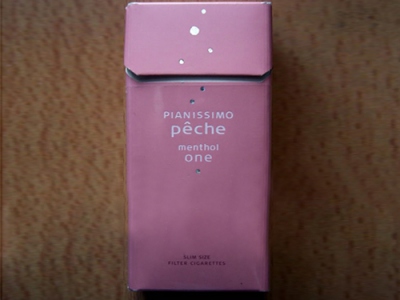 PIANISSIMO
pêche
menthol
one
SLIM SIZE
FILTER CIGARETTES